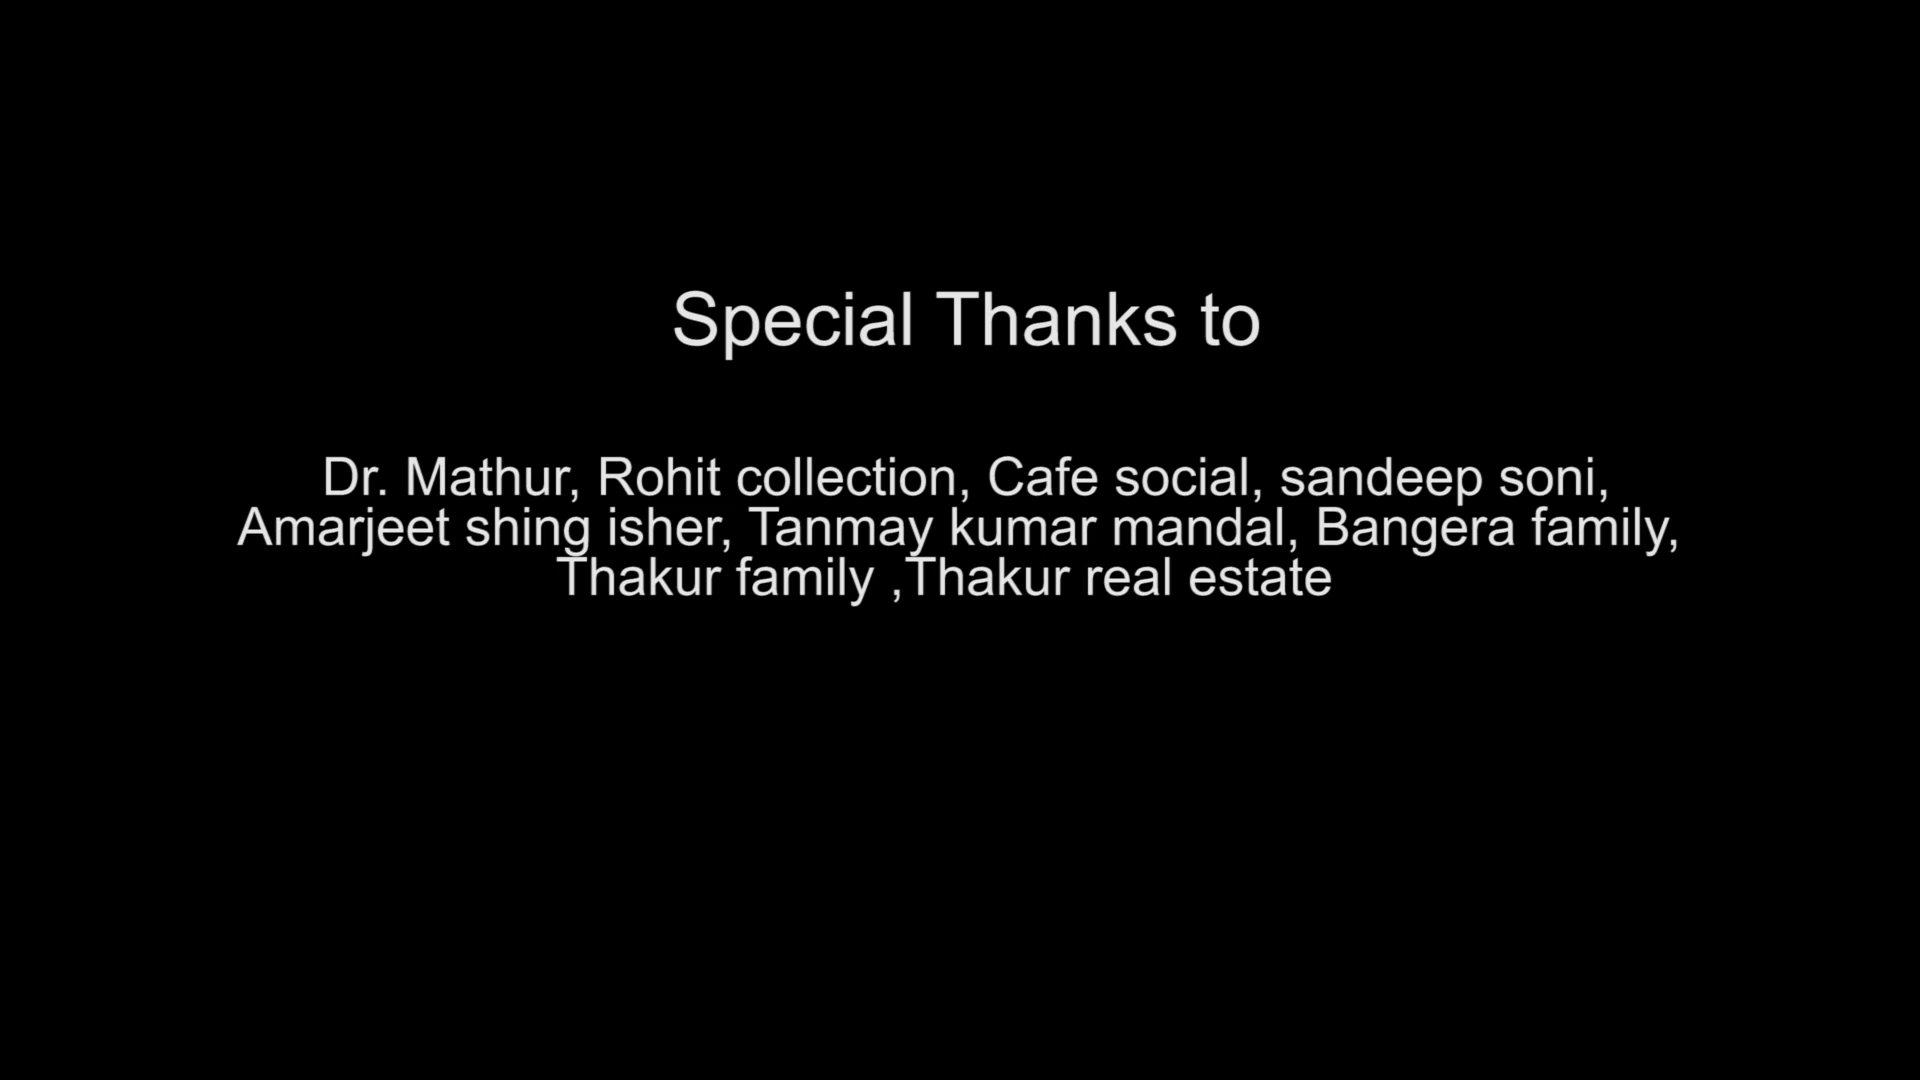 Special Thanks to
Dr. Mathur, Rohit collection, Cafe social, sandeep soni,
Amarjeet shing isher, Tanmay kumar mandal, Bangera family,
Thakur family ,Thakur real estate